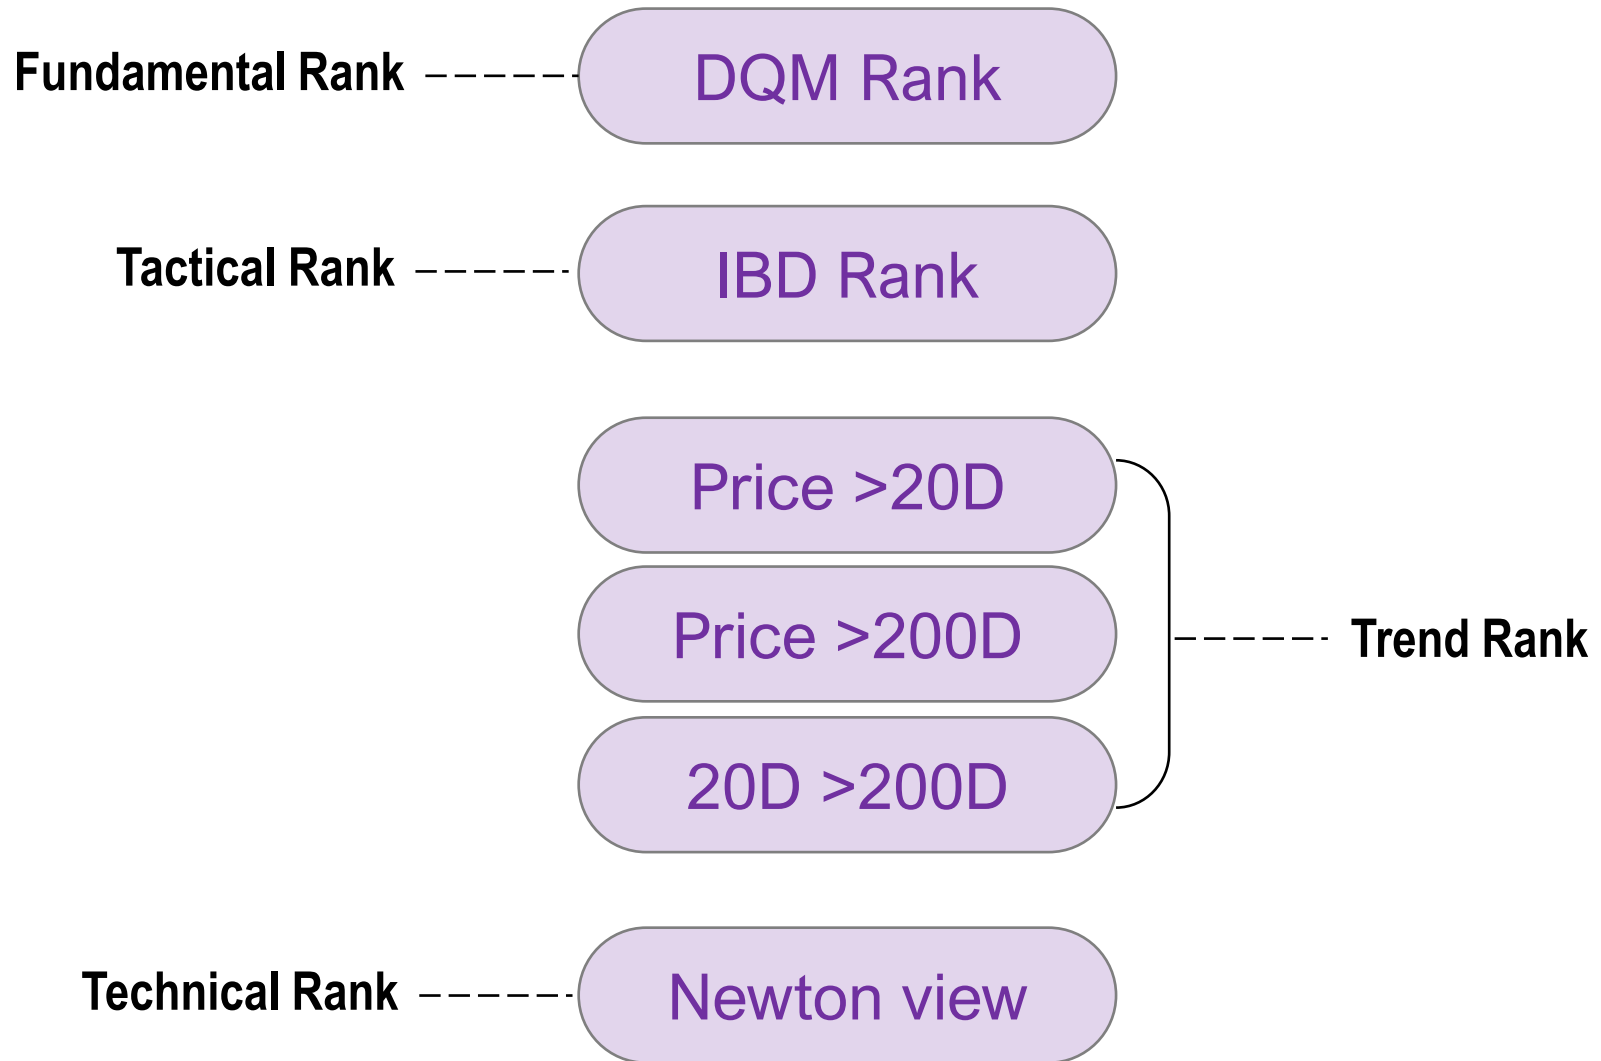 Fundamental Rank
DQM Rank
Tactical Rank
IBD Rank
Price >20D
Price >200D
Trend Rank
20D >200D
Technical Rank
Newton view